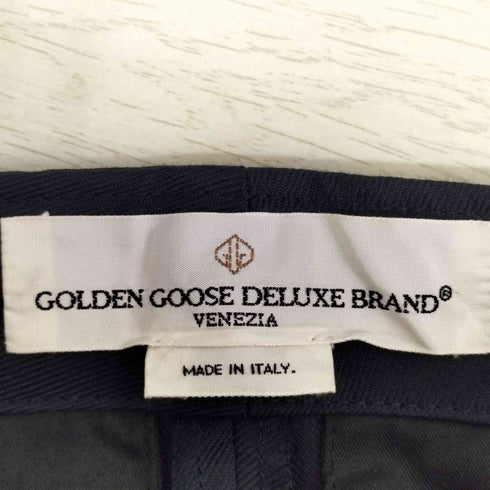 GOLDEN GOOSE DELUXE BRAND®
VENEZIA
MADE IN ITALY.